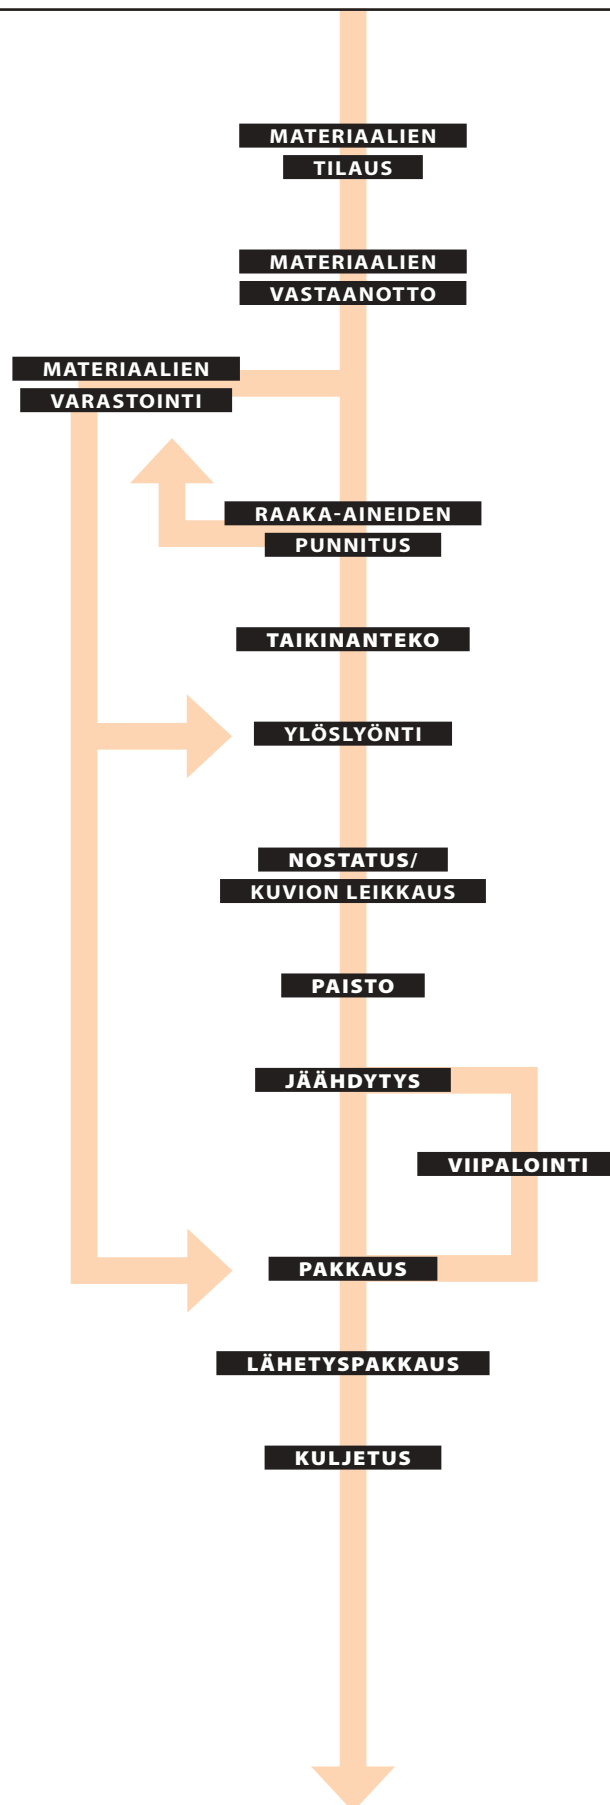 MATERIAALIEN
TILAUS
MATERIAALIEN
VASTAANOTTO
MATERIAALIEN
VARASTOINTI
RAAKA-AINEIDEN
PUNNITUS
TAIKINANTEKO
YLÖSLYÖNTI
NOSTATUS/
KUVION LEIKKAUS
PAISTO
JÄÄHDYTYS
VIIPALOINTI
PAKKAUS
LÄHETYSPAKKAUS
KULJETUS